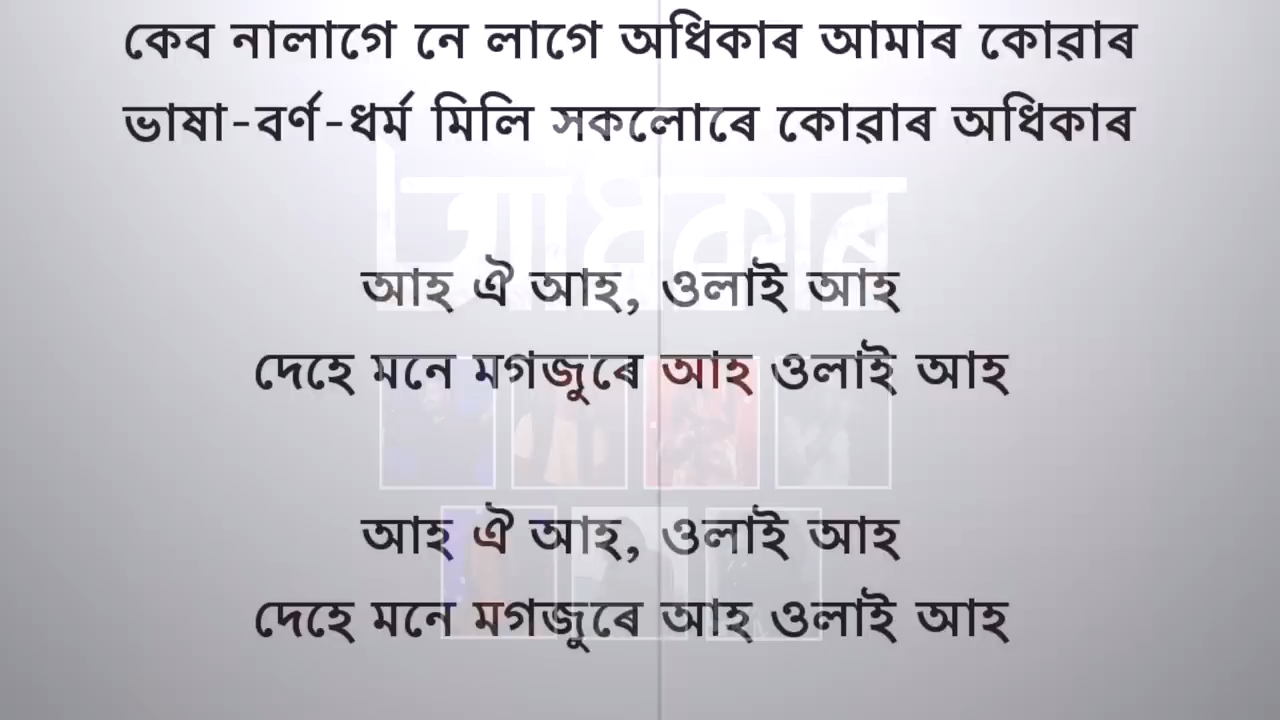 কেব নালাগে নে লাগে অধিকাৰ আমাৰ কোৱাৰ
ভাষা-বৰ্ণ-ধৰ্ম মিলি সকলোৰে কোৱাৰ অধিকাৰ
অধিকাৰ
আহ ঐ আহ, ওলাই আহ
দেহে মনে মগজুৰে আহ ওলাই আহ
আহ ঐ আহ, ওলাই আহ
দেহে মনে মগজুৰে আহ ওলাই আহ